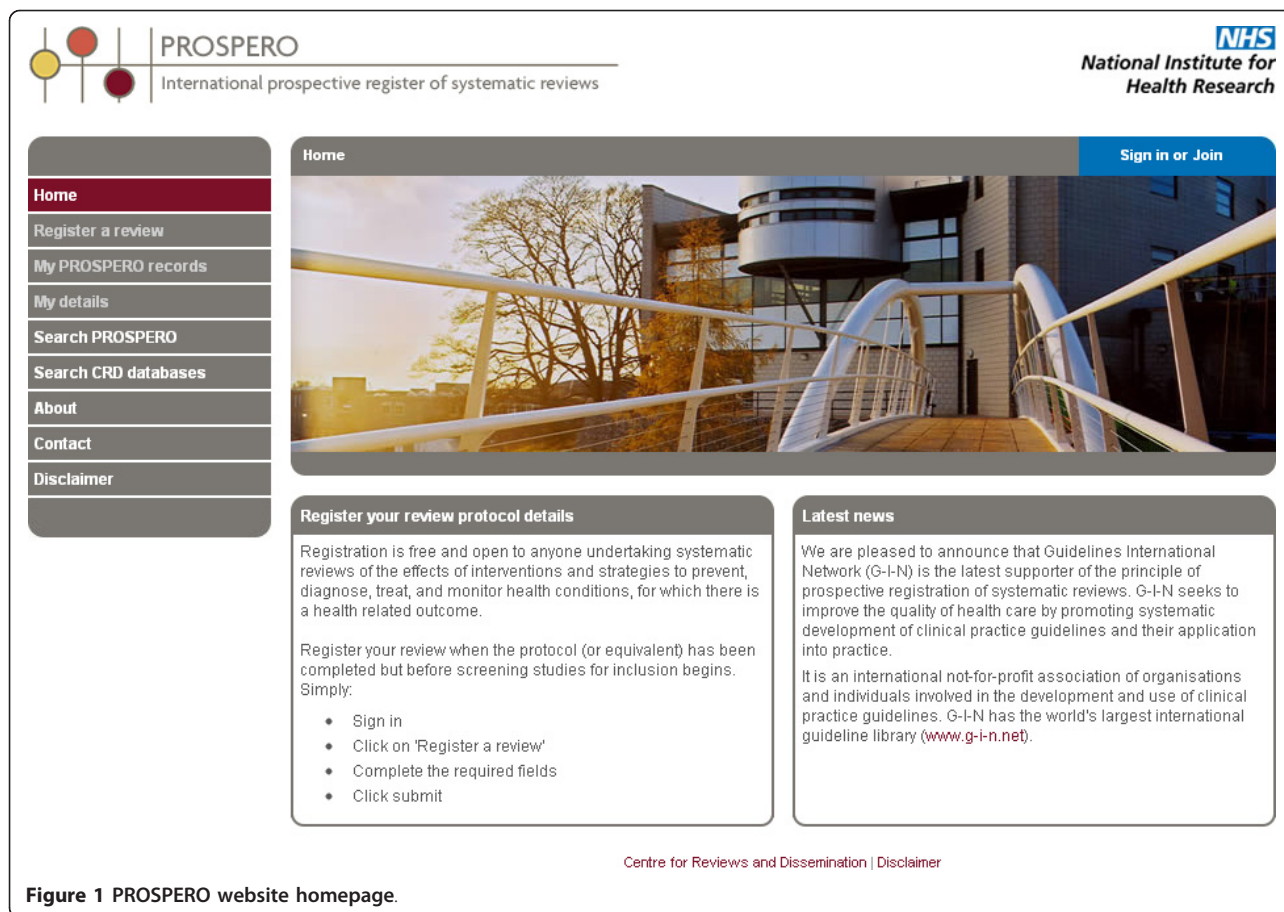 PROSPERO
International prospective register of systematic reviews
NHS
National Institute for
Health Research
Home
Register a review
My PROSPERO records
My details
Search PROSPERO
Search CRD databases
About
Contact
Disclaimer
Home
Sign in or Join
Register your review protocol details
Registration is free and open to anyone undertaking systematic
reviews of the effects of interventions and strategies to prevent,
diagnose, treat, and monitor health conditions, for which there is
a health related outcome.
Register your review when the protocol (or equivalent) has been
completed but before screening studies for inclusion begins.
Simply:
• Sign in
• Click on 'Register a review'
• Complete the required fields
• Click submit
Latest news
We are pleased to announce that Guidelines International
Network (G-I-N) is the latest supporter of the principle of
prospective registration of systematic reviews. G-I-N seeks to
improve the quality of health care by promoting systematic
development of clinical practice guidelines and their application
into practice.
It is an international not-for-profit association of organisations
and individuals involved in the development and use of clinical
practice guidelines. G-I-N has the world's largest international
guideline library (www.g-i-n.net).
Centre for Reviews and Dissemination | Disclaimer
Figure 1 PROSPERO website homepage.